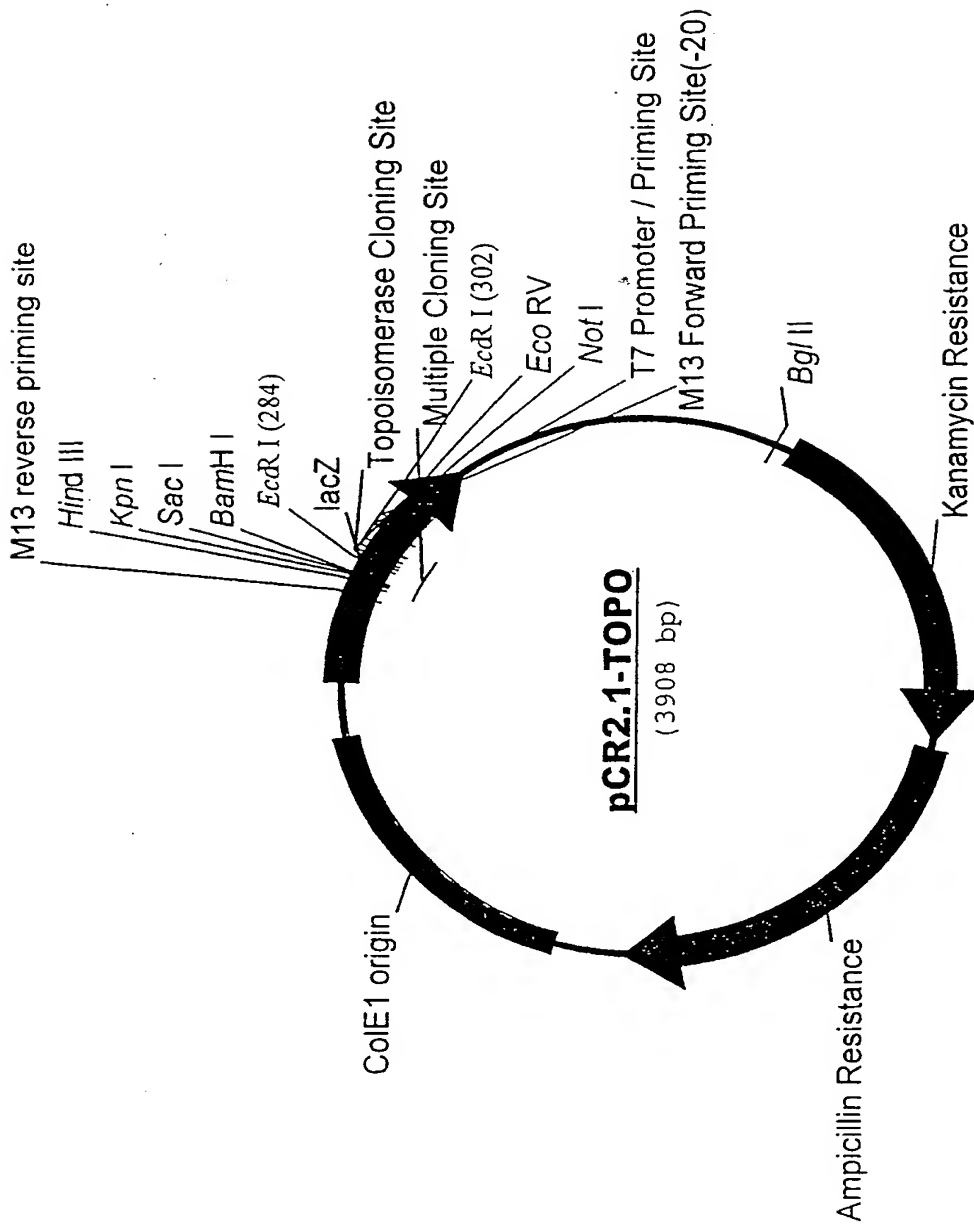 M13 reverse priming site
Hind III
Kpn I
Sac I
BamH I
EcdR I (284)
lacZ
Topoisomerase Cloning Site
Multiple Cloning Site
EcdR I (302)
Eco RV
Not I
T7 Promoter / Priming Site
M13 Forward Priming Site(-20)
Bgl II
Kanamycin Resistance
Ampicillin Resistance
ColE1 origin
pCR2.1-TOPO
(3908 bp)